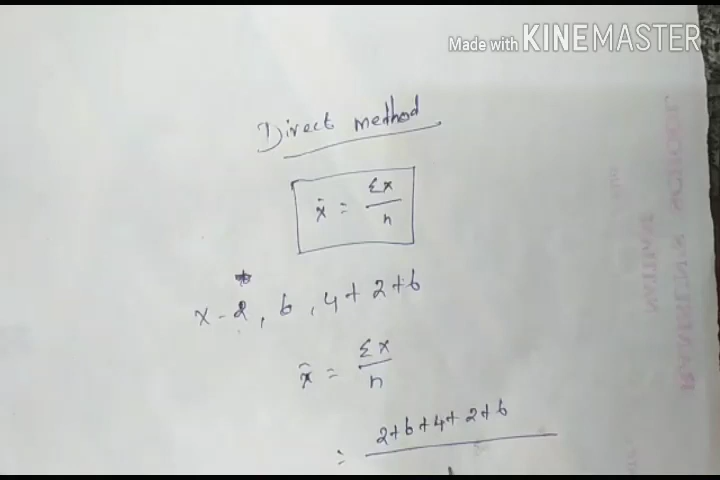 Made with KINEMASTER
Direct method
x̄ = Σx / n
x - 2, 6, 4 + 2 + 6
x̄ = Σx / n
= 2+6+4+2+6